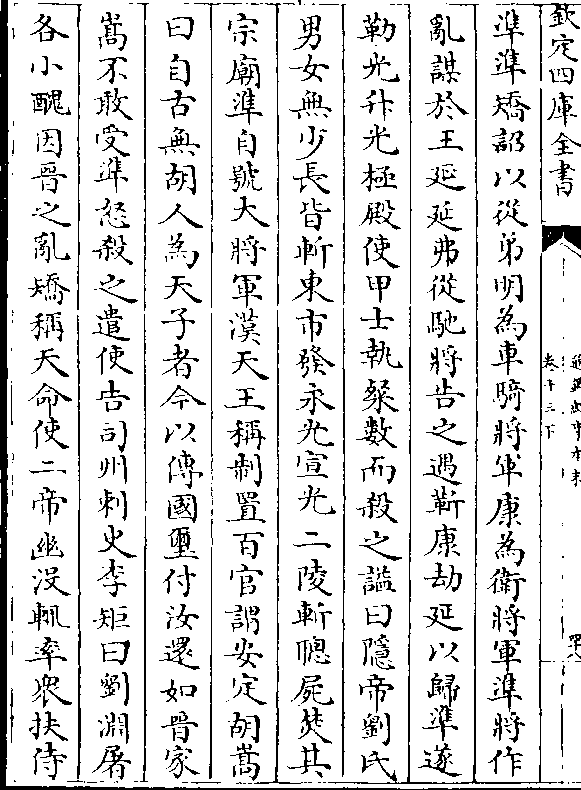 欽定四庫全書
通鑑紀事本末
卷十三下
準準矯詔以從弟明為車騎將軍康為衛將軍準將作
亂謀於王延延弗從馳將告之遇靳康劫延以歸準遂
勒兵升光極殿使甲士執粲數而殺之諡曰隱帝劉氏
男女無少長皆斬東市發永光宣光二陵斬聰屍焚其
宗廟準自號大將軍漢天王稱制置百官謂安定胡嵩
曰自古無胡人為天子者今以傳國璽付汝還如晉家
嵩不敢受準怒殺之遣使告司州刺史李矩曰劉淵屠
各小醜因晉之亂矯稱天命使二帝幽没輒率衆扶侍